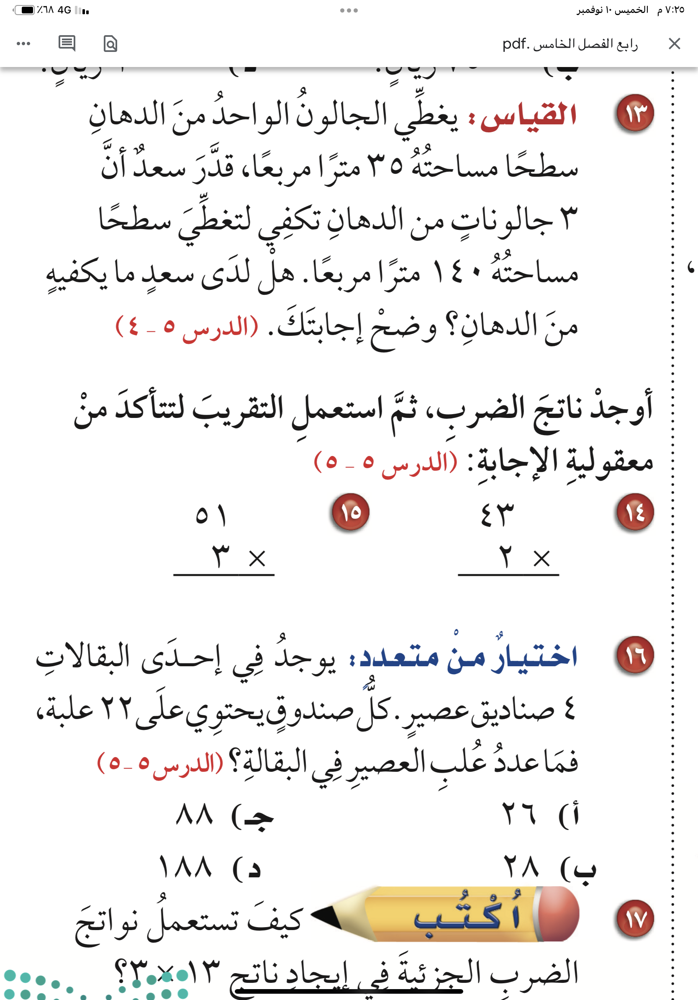 ٧:٢٥ م الخميس ١٠ نوفمبر
٪٦٨ 4G
رابع الفصل الخامس .pdf
١٣ القياس: يغطِّي الجالونُ الواحدُ منَ الدهانِ
سطحًا مساحتُهُ ٣٥ مترًا مربعًا، قدَّرَ سعدٌ أنَّ
٣ جالوناتٍ من الدهانِ تكفِي لتغطِّيَ سطحًا
مساحتُهُ ١٤٠ مترًا مربعًا. هلْ لدَى سعدٍ ما يكفيهِ
منَ الدهانِ؟ وضحْ إجابتَكَ. (الدرس ٥ - ٤)
أوجدْ ناتجَ الضربِ، ثمَّ استعملِ التقريبَ لتتأكدَ منْ
معقوليةِ الإجابةِ: (الدرس ٥ - ٥)
١٤ ٤٣
× ٢
١٥ ٥١
× ٣
١٦ اختيارٌ منْ متعدد: يوجدُ فِي إحدَى البقالاتِ
٤ صناديق عصيرٍ. كلُّ صندوقٍ يحتوِي علَى ٢٢ علبة،
فمَا عددُ عُلبِ العصيرِ فِي البقالةِ؟ (الدرس ٥ - ٥)
أ) ٢٦ جـ) ٨٨
ب) ٢٨ د) ١٨٨
١٧ اُكْتُب كيفَ تستعملُ نواتجَ
الضربِ الجزئيةَ فِي إيجادِ ناتج ١٣ × ٣؟